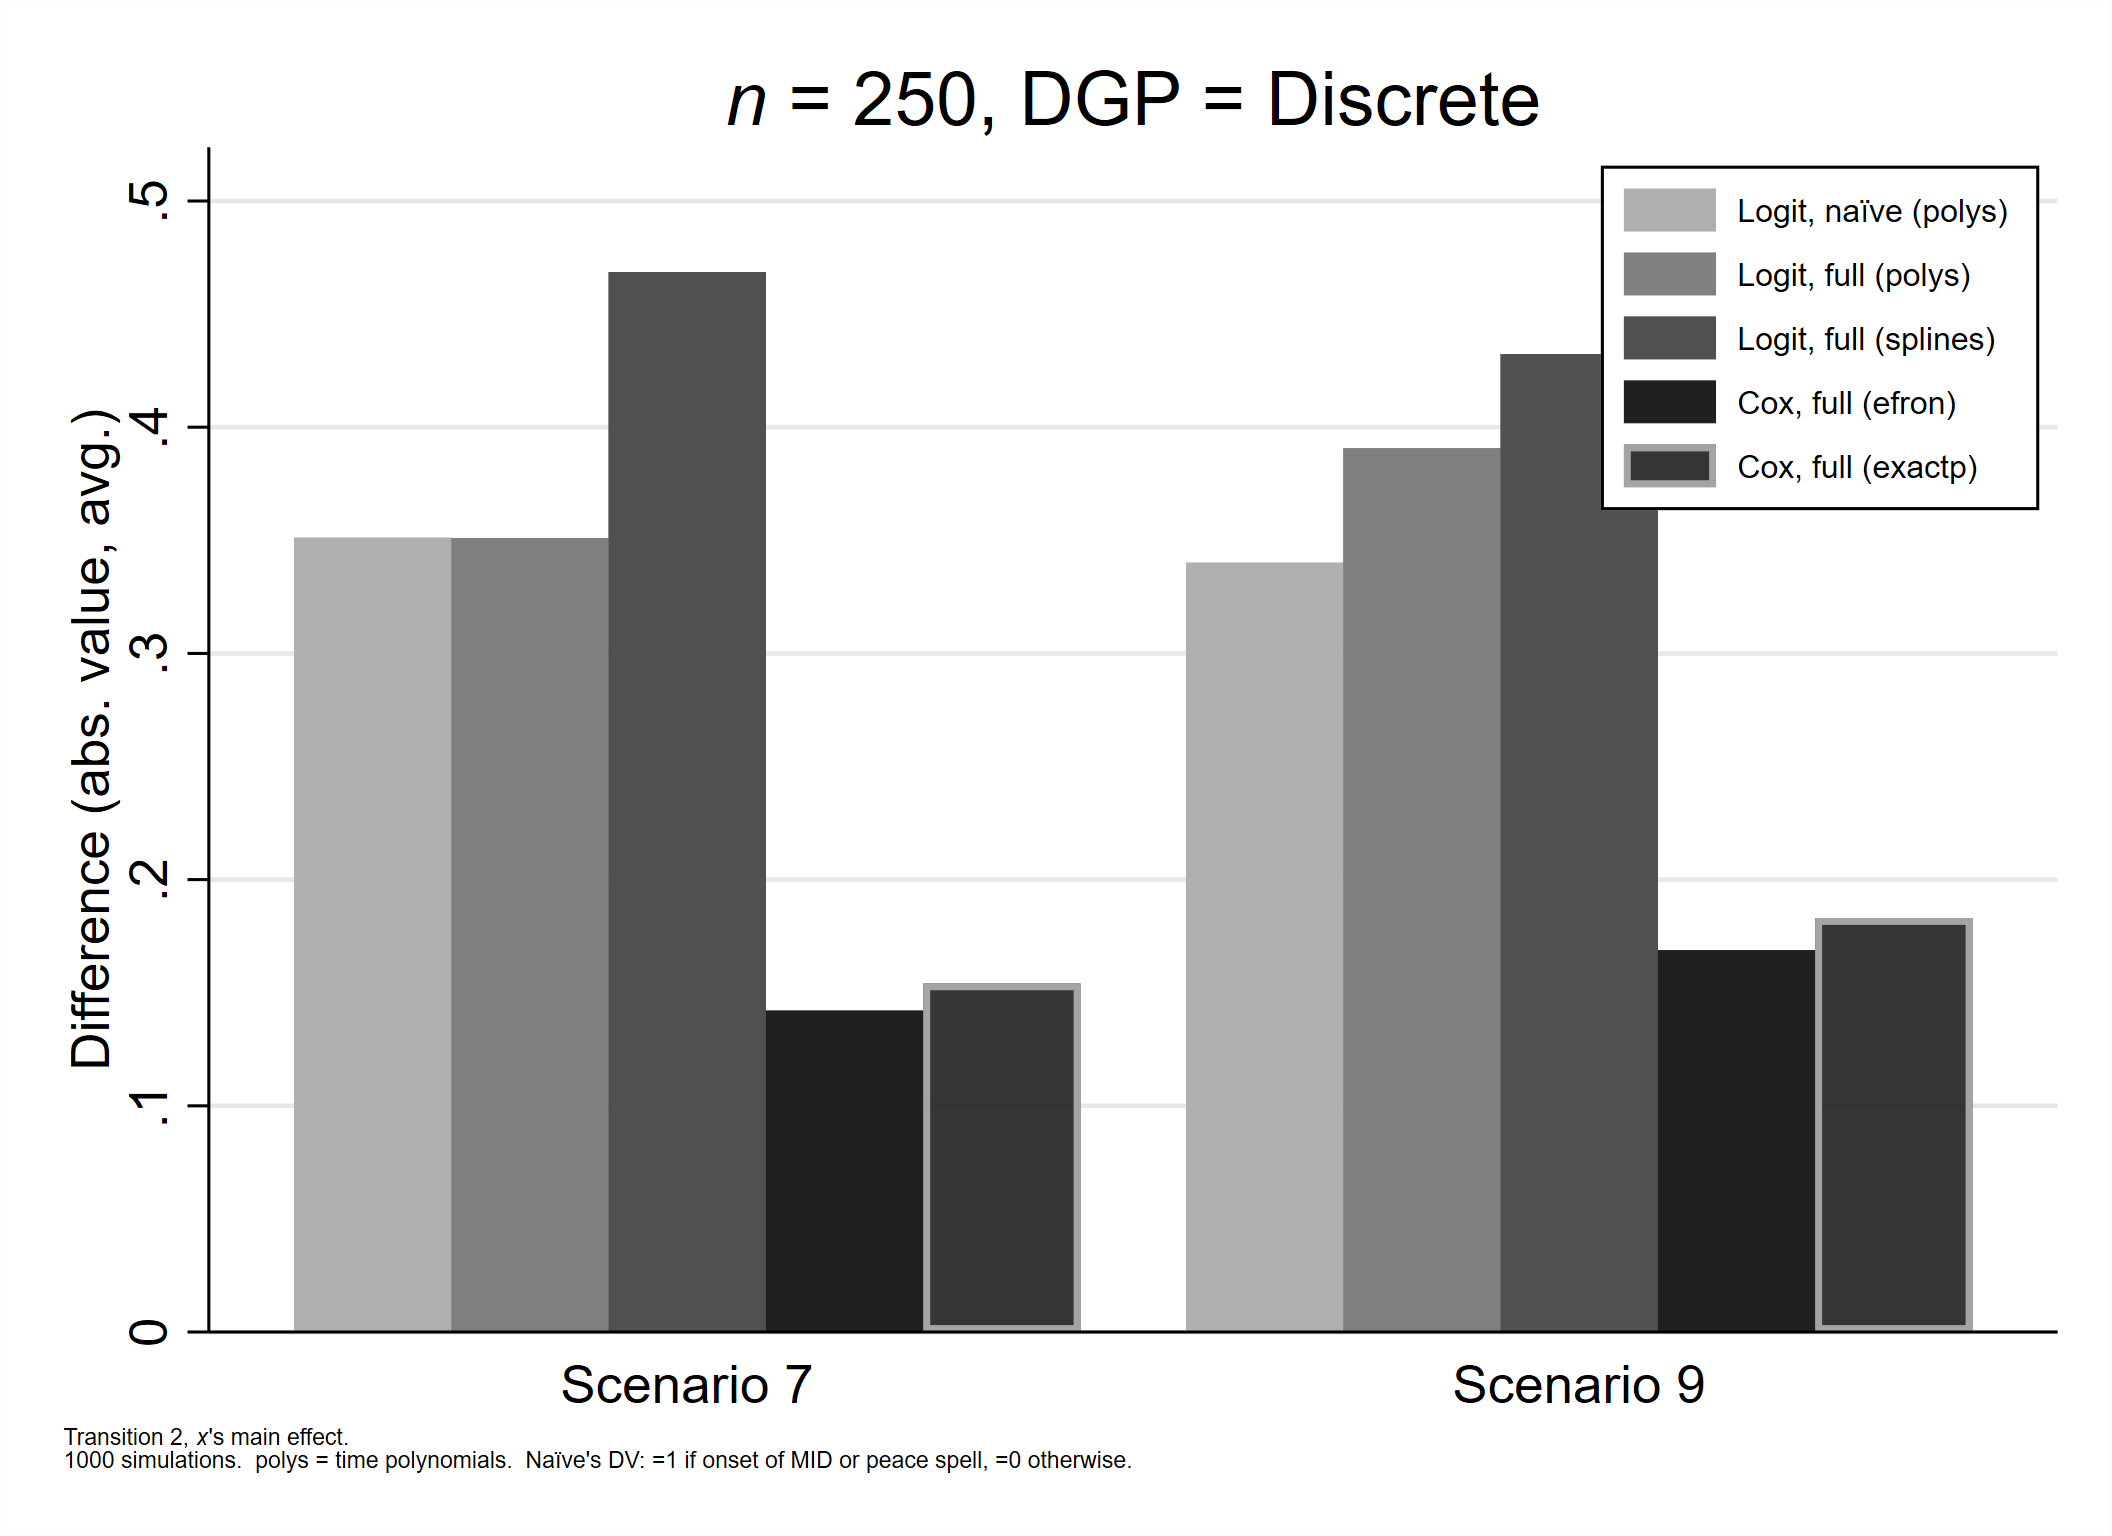 n = 250, DGP = Discrete
Difference (abs. value, avg.)
.5
.4
.3
.2
.1
0
Logit, naïve (polys)
Logit, full (polys)
Logit, full (splines)
Cox, full (efron)
Cox, full (exactp)
Scenario 7
Scenario 9
Transition 2, x's main effect.
1000 simulations.  polys = time polynomials.  Naïve's DV: =1 if onset of MID or peace spell, =0 otherwise.